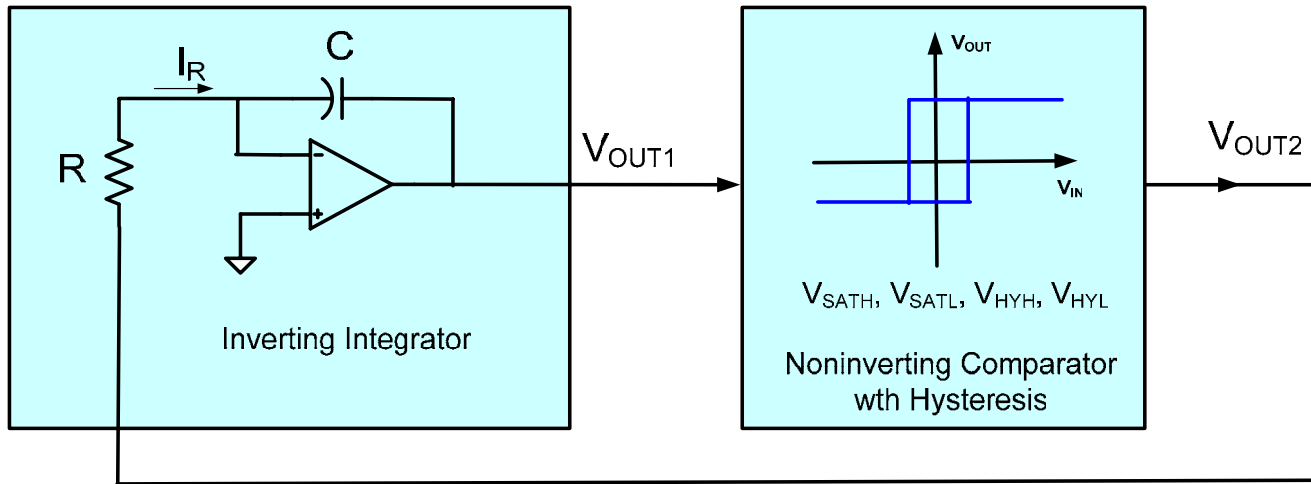 C
I_R
R
-
+
Inverting Integrator
V_OUT1
V_OUT
V_IN
V_SATH, V_SATL, V_HYH, V_HYL
Noninverting Comparator
wth Hysteresis
V_OUT2